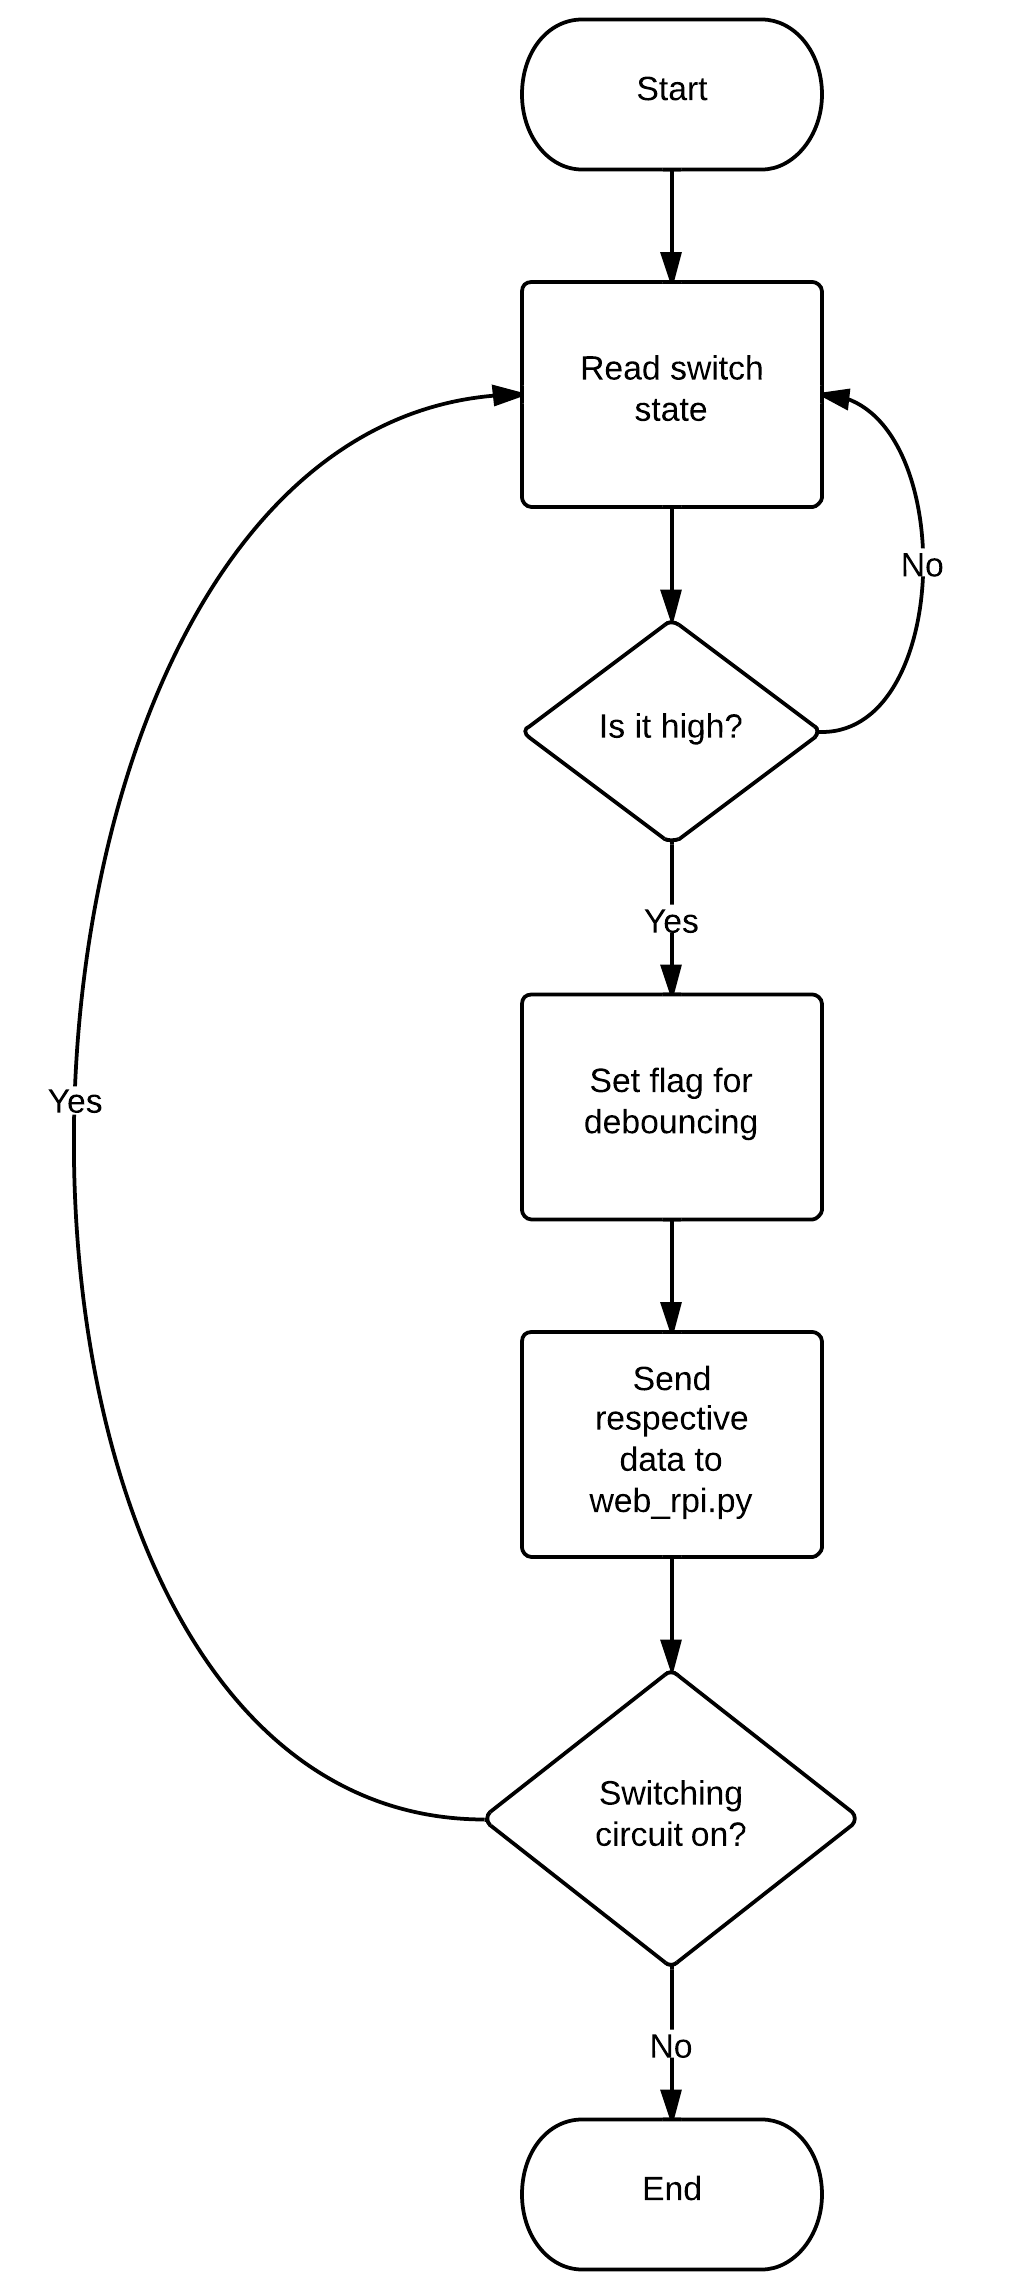 Start
Read switch
state
No
Is it high?
Yes
Set flag for
debouncing
Yes
Send
respective
data to
web_rpi.py
Switching
circuit on?
No
End